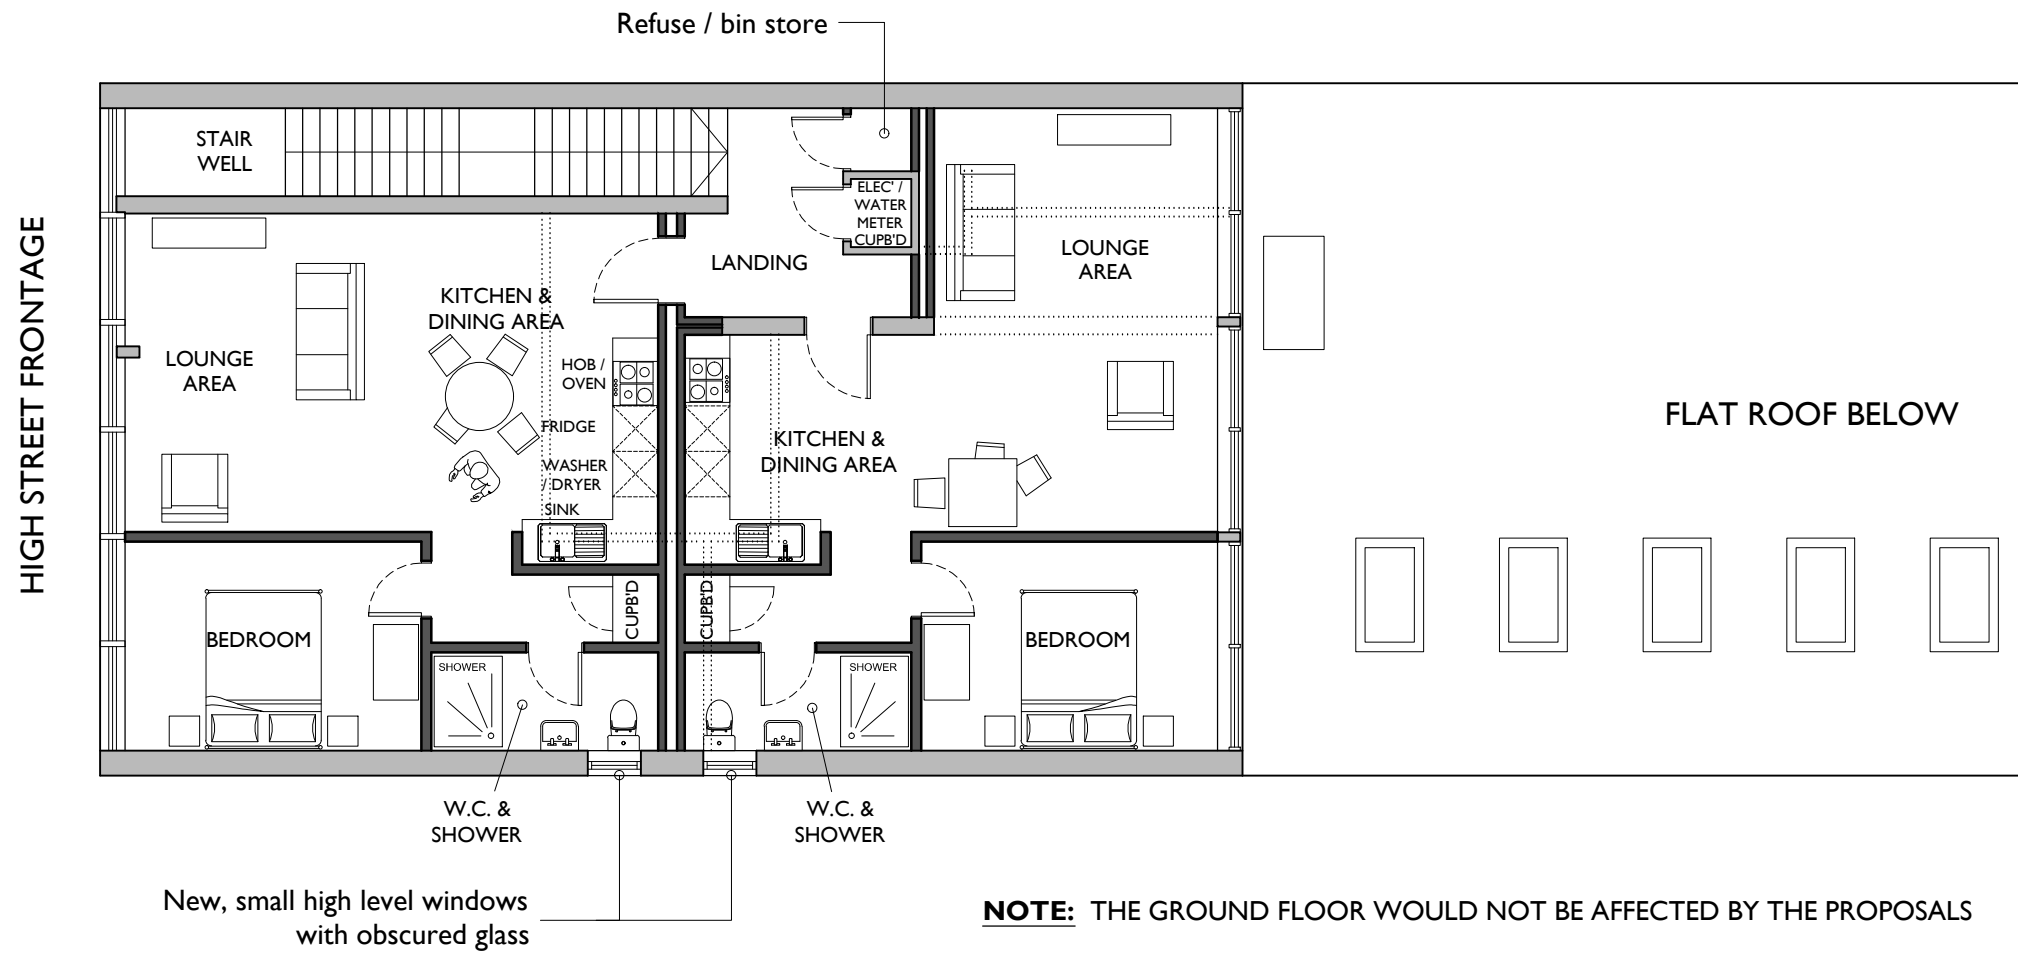 Refuse / bin store
STAIR
WELL
ELEC' /
WATER
METER
CUPB'D
LOUNGE
AREA
LANDING
HIGH STREET FRONTAGE
KITCHEN &
DINING AREA
LOUNGE
AREA
HOB /
OVEN
FRIDGE
WASHER
/ DRYER
SINK
KITCHEN &
DINING AREA
FLAT ROOF BELOW
BEDROOM
CUPB'D
CUPB'D
BEDROOM
SHOWER
SHOWER
W.C. &
SHOWER
W.C. &
SHOWER
New, small high level windows
with obscured glass
NOTE: THE GROUND FLOOR WOULD NOT BE AFFECTED BY THE PROPOSALS